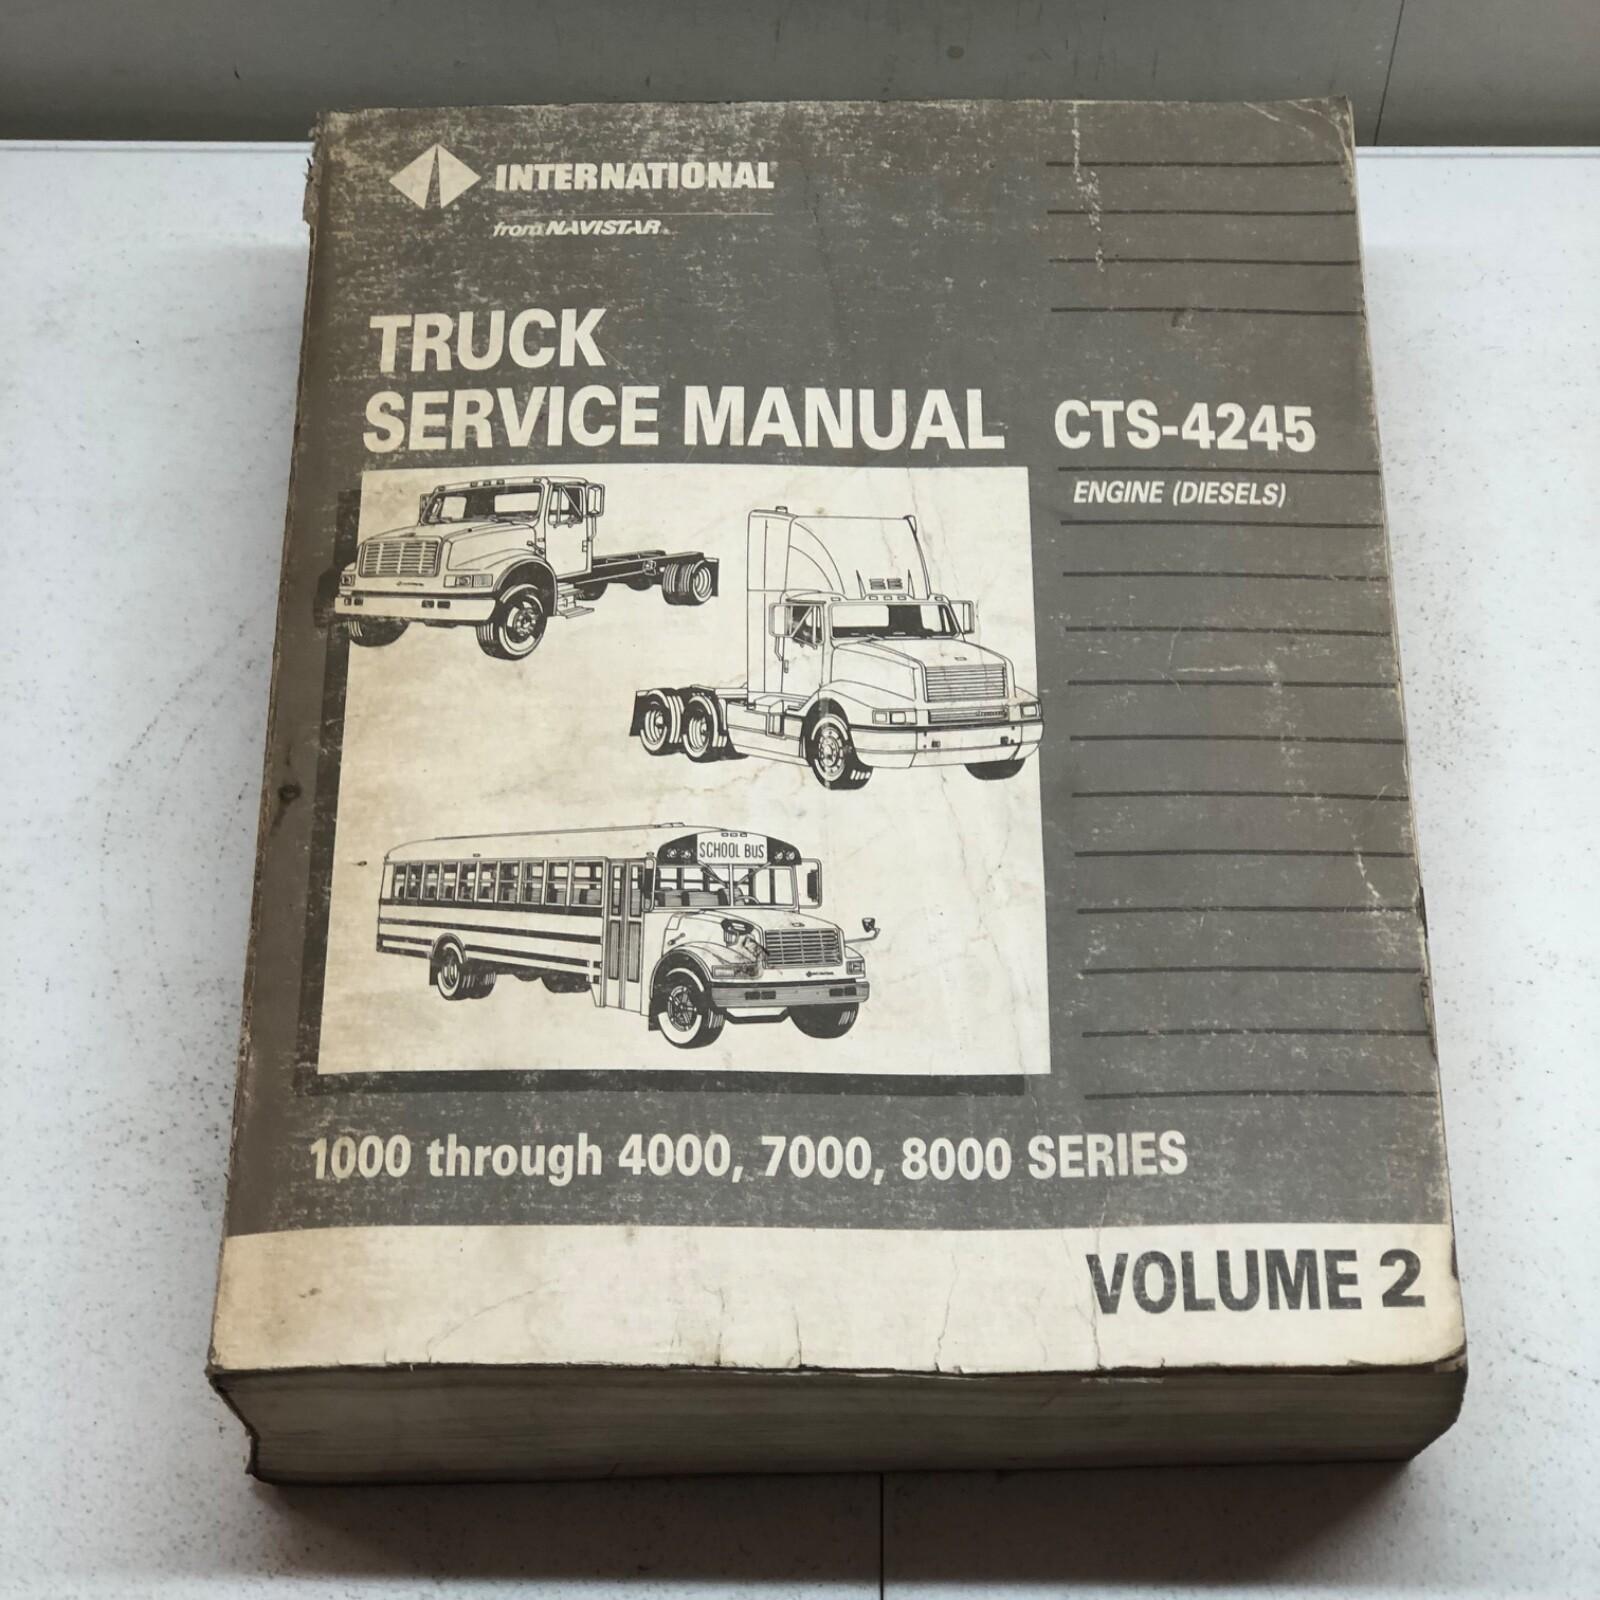 INTERNATIONAL®
from NAVISTAR®
TRUCK
SERVICE MANUAL
CTS-4245
ENGINE (DIESELS)
SCHOOL BUS
1000 through 4000, 7000, 8000 SERIES
VOLUME 2